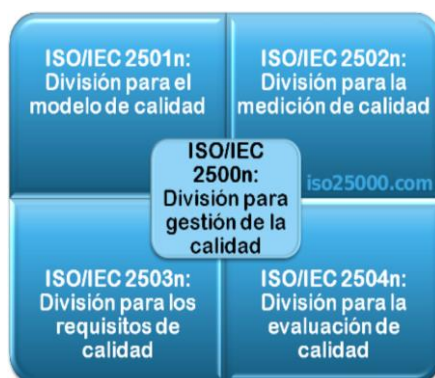 ISO/IEC 2501n:
División para el
modelo de calidad
ISO/IEC 2502n:
División para la
medición de calidad
ISO/IEC
2500n:
División para
gestión de la
calidad
iso25000.com
ISO/IEC 2503n:
División para los
requisitos de
calidad
ISO/IEC 2504n:
División para la
evaluación de
calidad